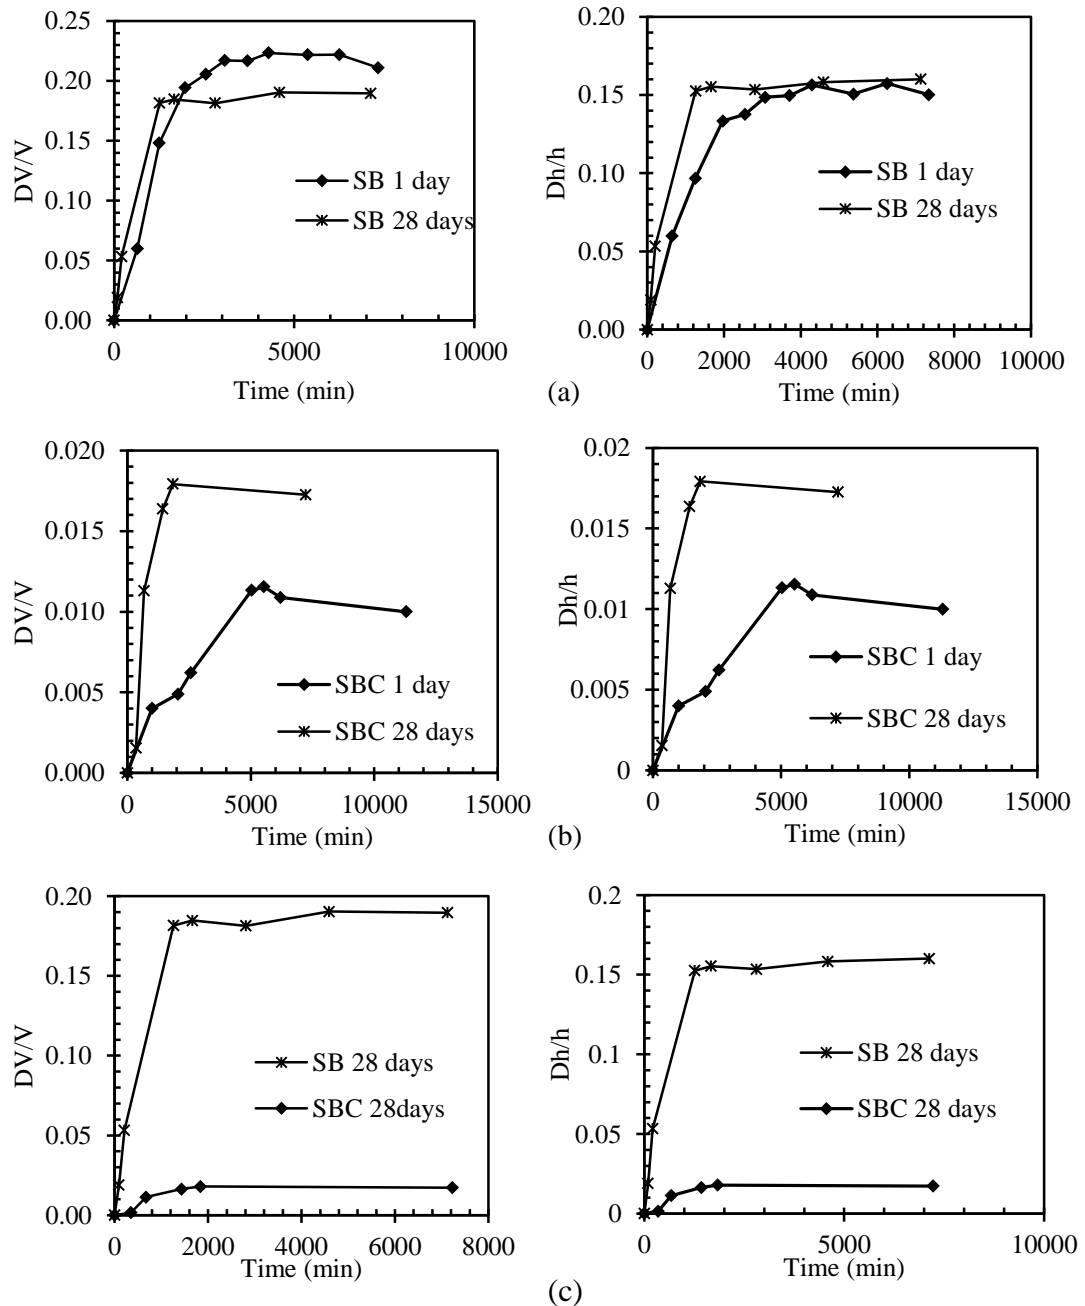 0.25
0.20
0.15
0.10
0.05
0.00
DV/V
SB 1 day
SB 28 days
0
5000
10000
Time (min)
0.20
0.15
0.10
0.05
0.00
Dh/h
SB 1 day
SB 28 days
0
2000
4000
6000
8000
10000
Time (min)
(a)
0.020
0.015
0.010
0.005
0.000
DV/V
SBC 1 day
SBC 28 days
0
5000
10000
15000
Time (min)
0.02
0.015
0.01
0.005
0
Dh/h
SBC 1 day
SBC 28 days
0
5000
10000
15000
Time (min)
(b)
0.20
0.15
0.10
0.05
0.00
DV/V
SB 28 days
SBC 28days
0
2000
4000
6000
8000
Time (min)
0.2
0.15
0.1
0.05
0
Dh/h
SB 28 days
SBC 28 days
0
5000
10000
Time (min)
(c)